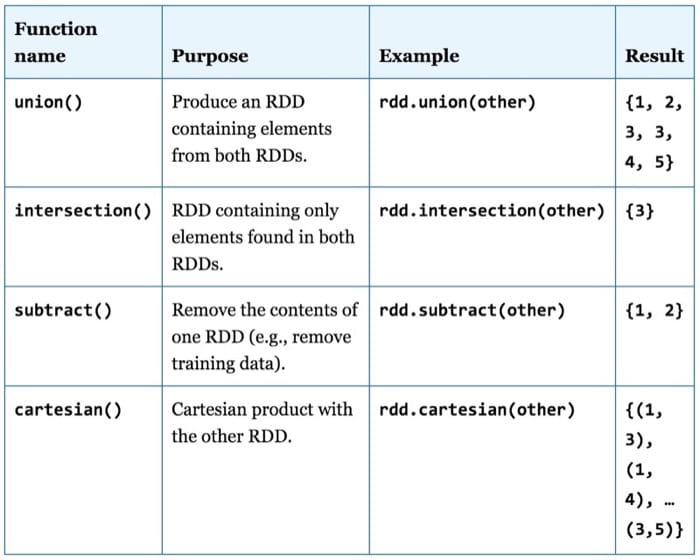 Function
name
Purpose
Example
Result
union()
Produce an RDD
containing elements
from both RDDs.
rdd.union(other)
{1, 2,
3, 3,
4, 5}
intersection()
RDD containing only
elements found in both
RDDs.
rdd.intersection(other)
{3}
subtract()
Remove the contents of
one RDD (e.g., remove
training data).
rdd.subtract(other)
{1, 2}
cartesian()
Cartesian product with
the other RDD.
rdd.cartesian(other)
{(1,
3),
(1,
4), …
(3,5)}